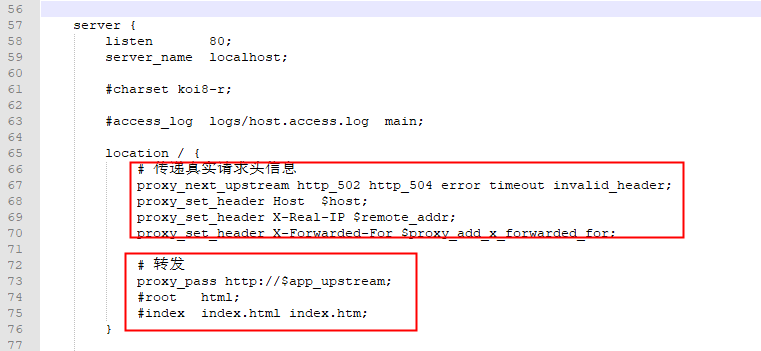 56
57 server {
58 listen 80;
59 server_name localhost;
60
61 #charset koi8-r;
62
63 #access_log logs/host.access.log main;
64
65 location / {
66 # 传递真实请求头信息
67 proxy_next_upstream http_502 http_504 error timeout invalid_header;
68 proxy_set_header Host $host;
69 proxy_set_header X-Real-IP $remote_addr;
70 proxy_set_header X-Forwarded-For $proxy_add_x_forwarded_for;
71
72 # 转发
73 proxy_pass http://$app_upstream;
74 #root html;
75 #index index.html index.htm;
76 }
77